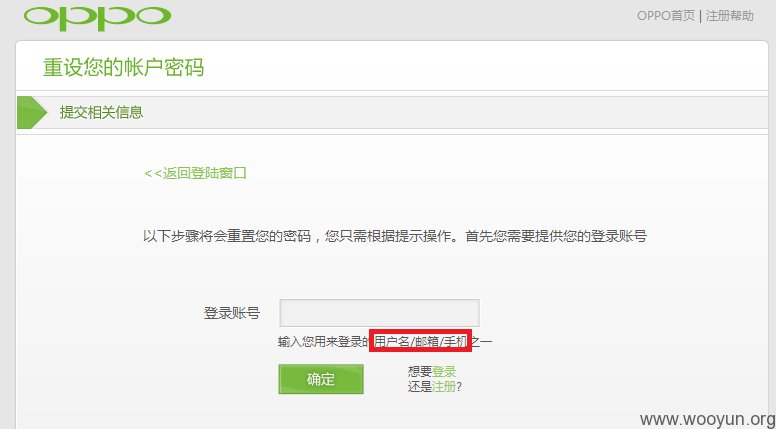 oppo
OPPO首页 | 注册帮助
重设您的帐户密码
提交相关信息
<<返回登陆窗口
以下步骤将会重置您的密码，您只需根据提示操作。首先您需要提供您的登录账号
登录账号
输入您用来登录的用户名/邮箱/手机之一
确定
想要登录
还是注册?
www.wooyun.org